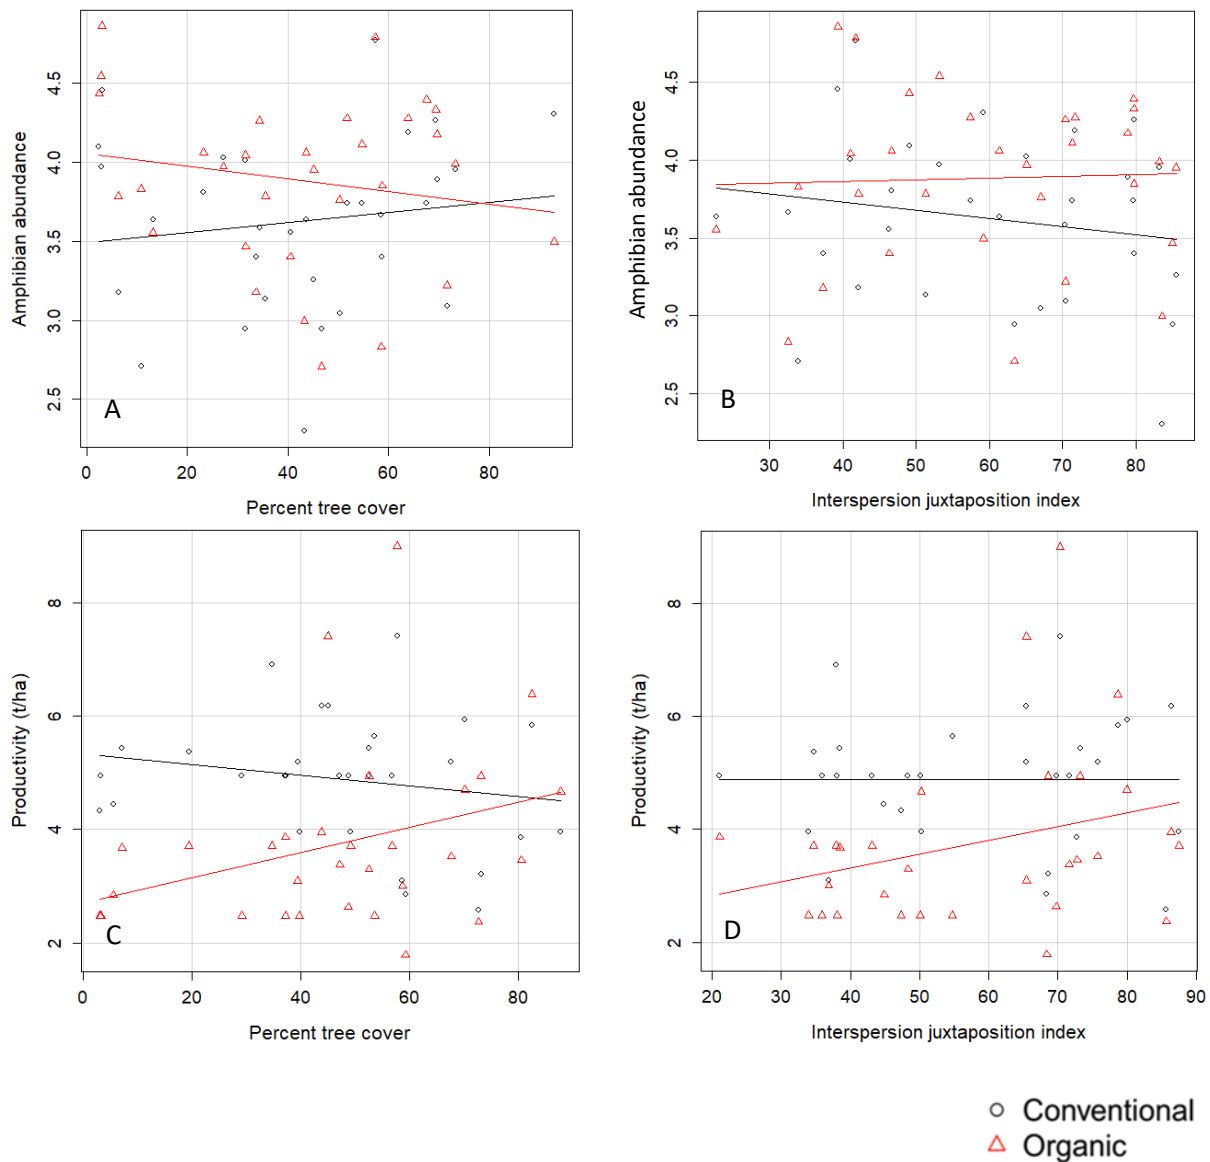 4.5
4.0
3.5
3.0
2.5
Amphibian abundance
A
0 20 40 60 80
Percent tree cover
4.5
4.0
3.5
3.0
2.5
Amphibian abundance
B
30 40 50 60 70 80
Interspersion juxtaposition index
8
6
4
2
Productivity (t/ha)
C
0 20 40 60 80
Percent tree cover
8
6
4
2
Productivity (t/ha)
D
20 30 40 50 60 70 80 90
Interspersion juxtaposition index
Conventional
Organic